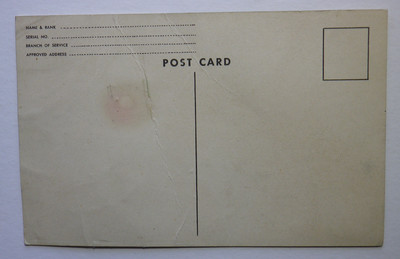 NAME & RANK
SERIAL NO.
BRANCH OF SERVICE
APPROVED ADDRESS
POST CARD